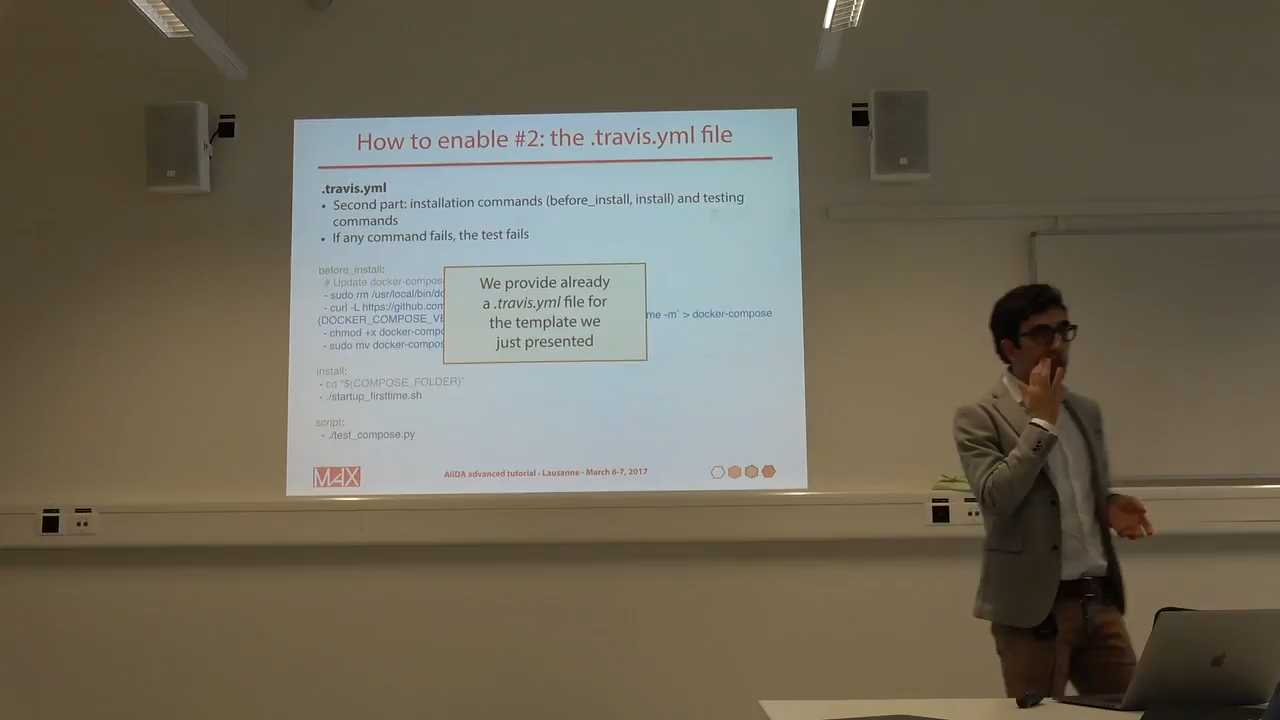 How to enable #2: the .travis.yml file
.travis.yml
• Second part: installation commands (before_install, install) and testing
commands
• If any command fails, the test fails
before_install:
# Update docker-compos
- sudo rm /usr/local/bin/do
- curl -L https://github.com
(DOCKER_COMPOSE_VE me -m` > docker-compose
- chmod +x docker-compo
- sudo mv docker-compos
We provide already
a .travis.yml file for
the template we
just presented
install:
- cd "${COMPOSE_FOLDER}"
- ./startup_firsttime.sh
script:
- ./test_compose.py
MAX
AiiDA advanced tutorial - Lausanne - March 6-7, 2017